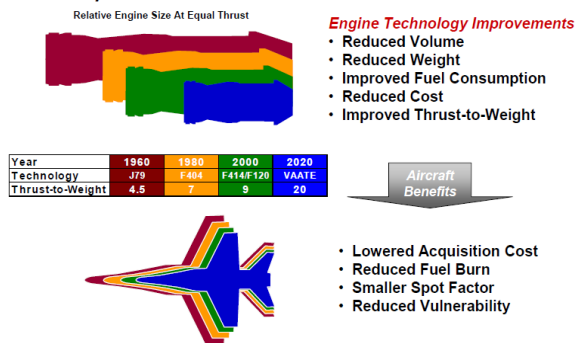 Relative Engine Size At Equal Thrust
Engine Technology Improvements
• Reduced Volume
• Reduced Weight
• Improved Fuel Consumption
• Reduced Cost
• Improved Thrust-to-Weight
Year 1960 1980 2000 2020
Technology J79 F404 F414/F120 VAATE
Thrust-to-Weight 4.5 7 9 20
Aircraft
Benefits
• Lowered Acquisition Cost
• Reduced Fuel Burn
• Smaller Spot Factor
• Reduced Vulnerability